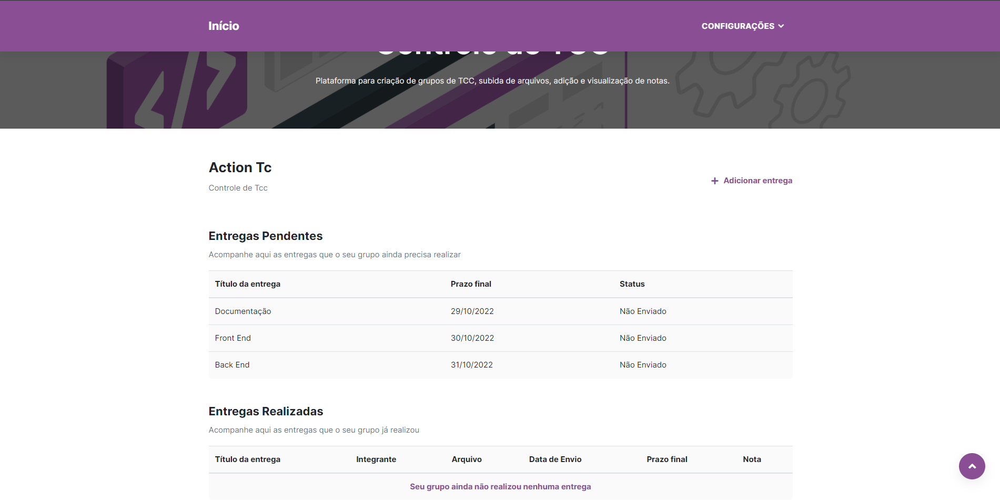 Início
CONFIGURAÇÕES
Plataforma para criação de grupos de TCC, subida de arquivos, adição e visualização de notas.
Action Tc
Controle de Tcc
Adicionar entrega
Entregas Pendentes
Acompanhe aqui as entregas que o seu grupo ainda precisa realizar
Título da entrega Prazo final Status
Documentação 29/10/2022 Não Enviado
Front End 30/10/2022 Não Enviado
Back End 31/10/2022 Não Enviado
Entregas Realizadas
Acompanhe aqui as entregas que o seu grupo já realizou
Título da entrega Integrante Arquivo Data de Envio Prazo final Nota
Seu grupo ainda não realizou nenhuma entrega